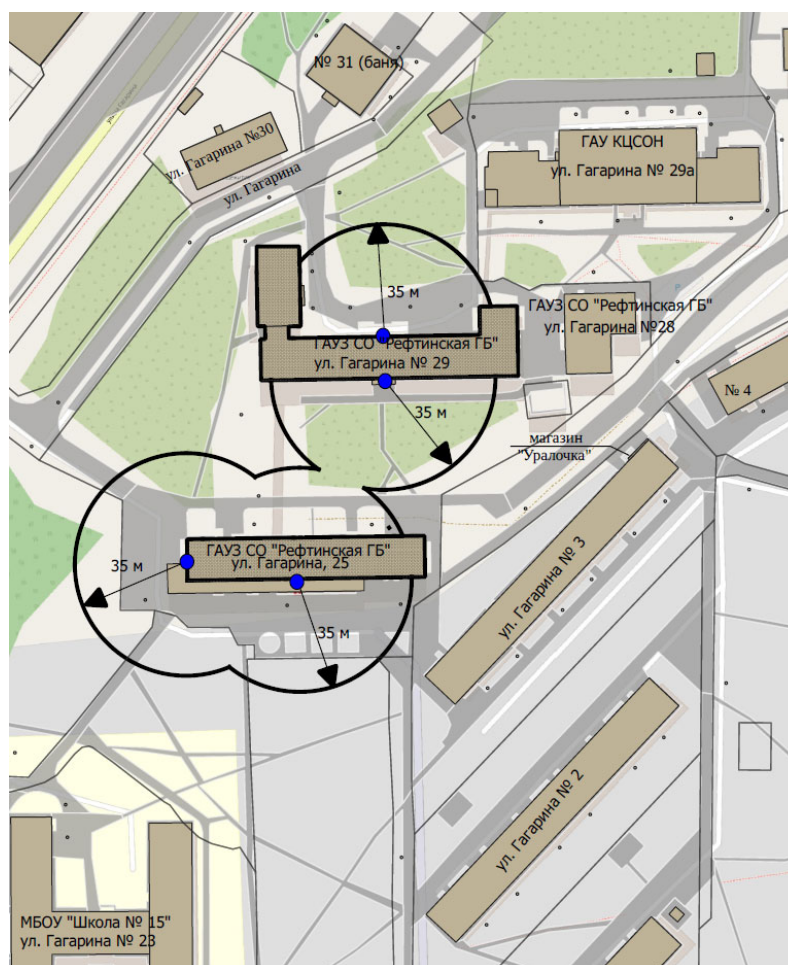 № 31 (баня)
ул. Гагарина №30
ул. Гагарина
ГАУ КЦСОН
ул. Гагарина № 29а
P
35 м
ГАУЗ СО "Рефтинская ГБ"
ул. Гагарина №28
ГАУЗ СО "Рефтинская ГБ"
ул. Гагарина № 29
35 м
№ 4
магазин
"Уралочка"
ГАУЗ СО "Рефтинская ГБ"
ул. Гагарина, 25
35 м
35 м
ул. Гагарина № 3
ул. Гагарина № 2
МБОУ "Школа № 15"
ул. Гагарина № 23